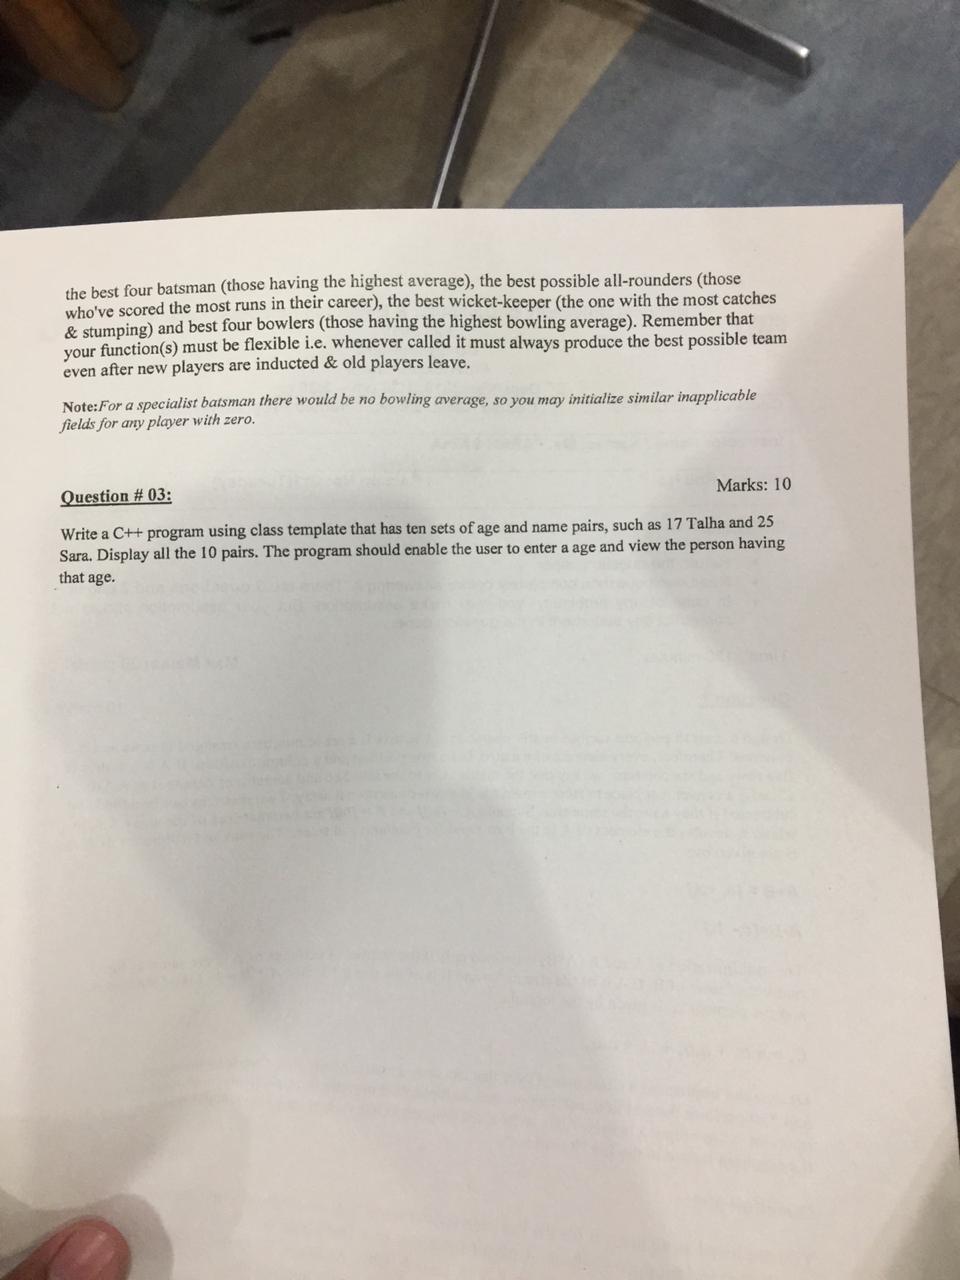 the best four batsman (those having the highest average), the best possible all-rounders (those
who've scored the most runs in their career), the best wicket-keeper (the one with the most catches
& stumping) and best four bowlers (those having the highest bowling average). Remember that
your function(s) must be flexible i.e. whenever called it must always produce the best possible team
even after new players are inducted & old players leave.
Note:For a specialist batsman there would be no bowling average, so you may initialize similar inapplicable
fields for any player with zero.
Question # 03:
Marks: 10
Write a C++ program using class template that has ten sets of age and name pairs, such as 17 Talha and 25
Sara. Display all the 10 pairs. The program should enable the user to enter a age and view the person having
that age.